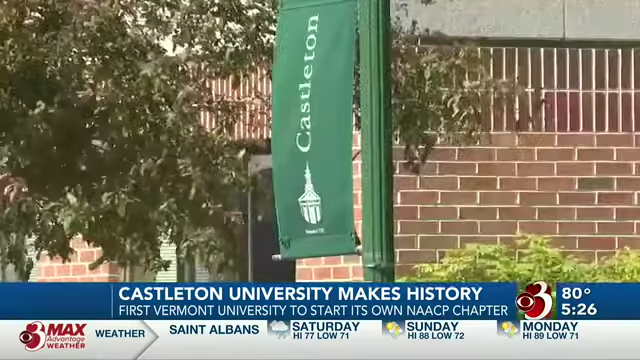 Castleton
CASTLETON UNIVERSITY MAKES HISTORY
FIRST VERMONT UNIVERSITY TO START ITS OWN NAACP CHAPTER
3
80°
5:26
3 MAX
Advantage
WEATHER
WEATHER
SAINT ALBANS
SATURDAY
HI 77 LOW 71
SUNDAY
HI 88 LOW 72
MONDAY
HI 89 LOW 71